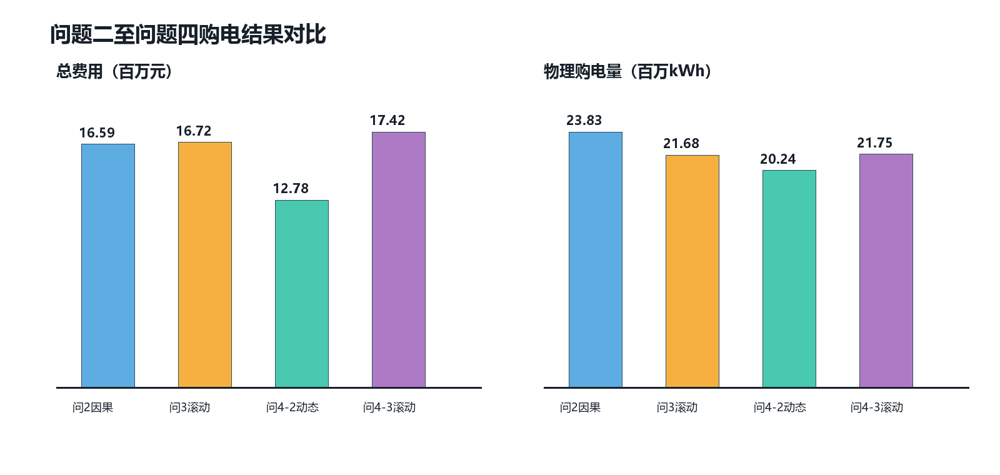 问题二至问题四购电结果对比
总费用（百万元）
16.59
16.72
12.78
17.42
问2因果
问3滚动
问4-2动态
问4-3滚动
物理购电量（百万kWh）
23.83
21.68
20.24
21.75
问2因果
问3滚动
问4-2动态
问4-3滚动